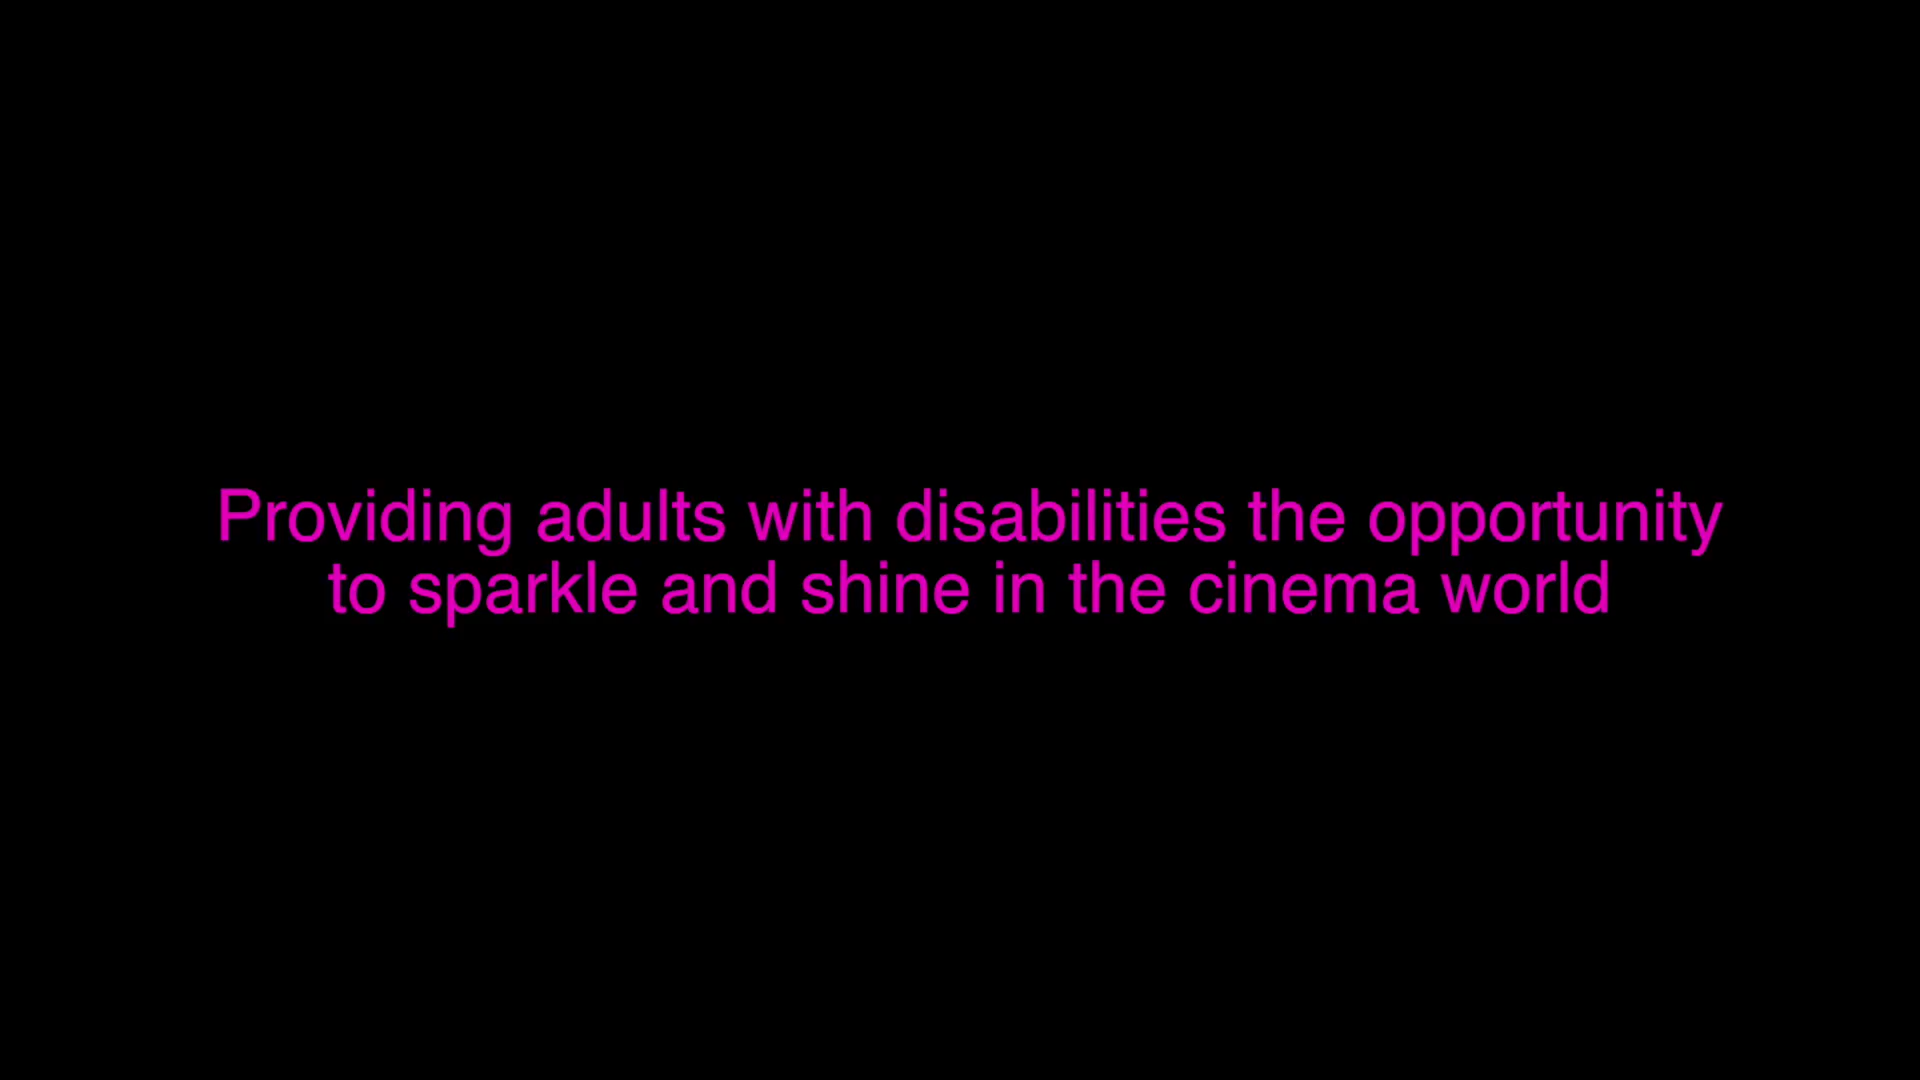 Providing adults with disabilities the opportunity
to sparkle and shine in the cinema world